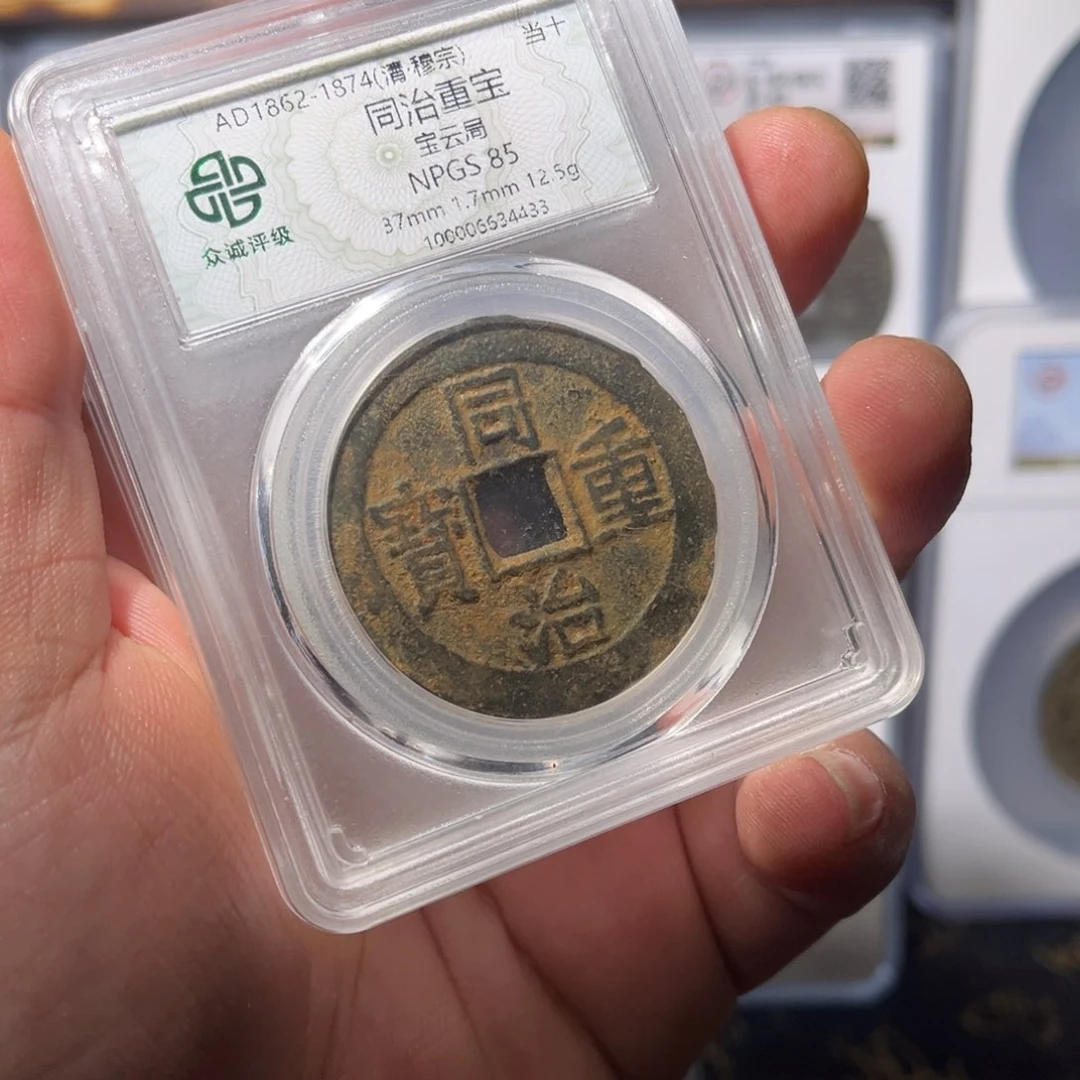 当十
AD1862-1874(清·穆宗)
同治重宝
宝云局
NPGS 85
37mm 1.7mm 12.5g
100006634433
众诚评级
同
重
寶
治